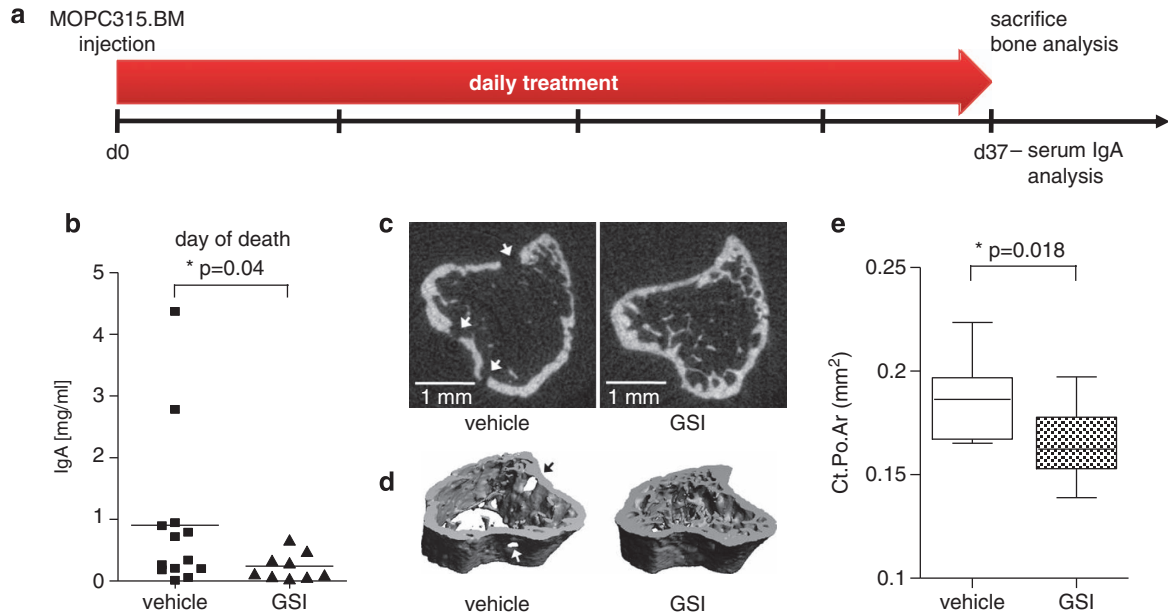 a
MOPC315.BM
injection
sacrifice
bone analysis
daily treatment
d0
d37 – serum IgA
analysis
b
day of death
* p=0.04
IgA [mg/ml]
5
4
3
2
1
0
vehicle
GSI
c
1 mm
1 mm
vehicle
GSI
d
vehicle
GSI
e
* p=0.018
Ct.Po.Ar (mm²)
0.25
0.2
0.15
0.1
vehicle
GSI